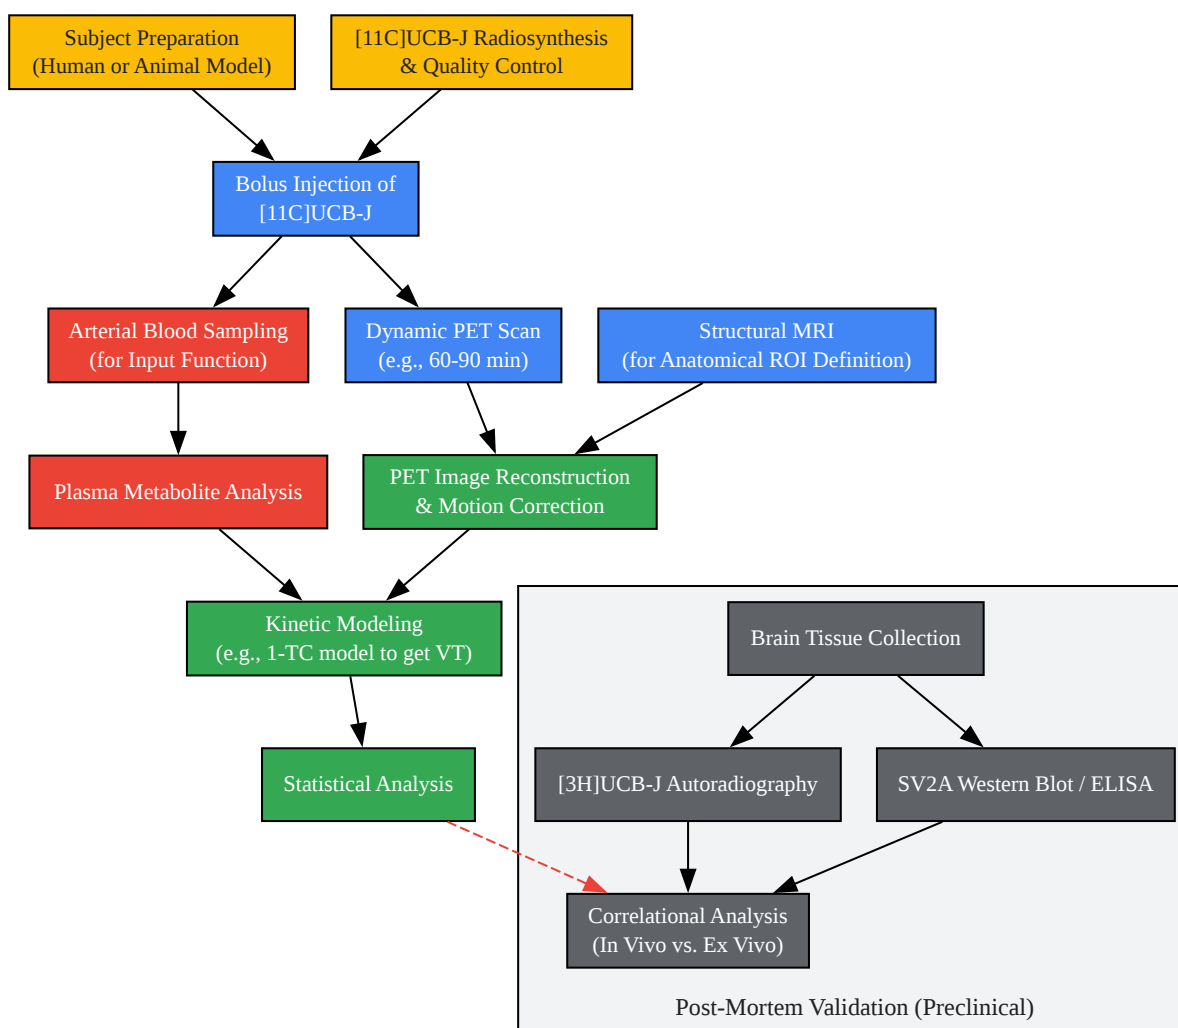 Subject Preparation
(Human or Animal Model)
[11C]UCB-J Radiosynthesis
& Quality Control
Bolus Injection of
[11C]UCB-J
Arterial Blood Sampling
(for Input Function)
Dynamic PET Scan
(e.g., 60-90 min)
Structural MRI
(for Anatomical ROI Definition)
Plasma Metabolite Analysis
PET Image Reconstruction
& Motion Correction
Kinetic Modeling
(e.g., 1-TC model to get VT)
Brain Tissue Collection
Statistical Analysis
[3H]UCB-J Autoradiography
SV2A Western Blot / ELISA
Correlational Analysis
(In Vivo vs. Ex Vivo)
Post-Mortem Validation (Preclinical)